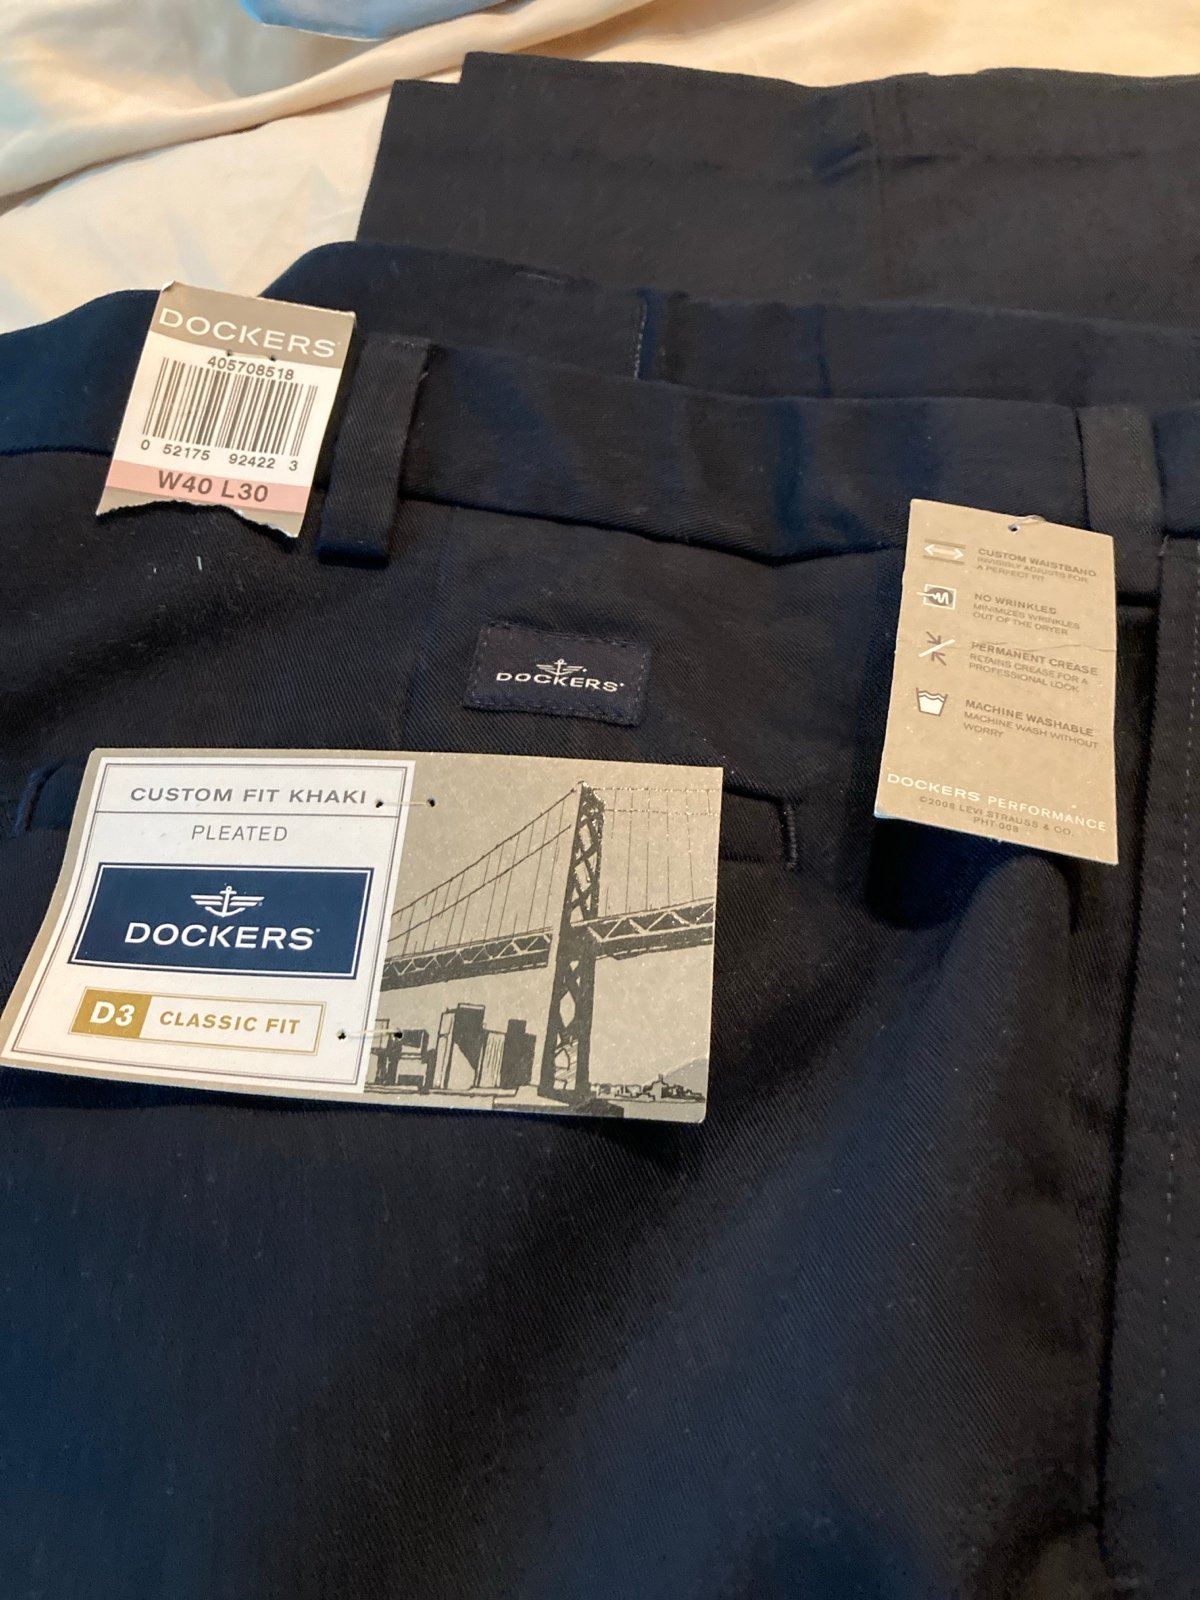 DOCKERS
405708518
0 52175 92422 3
W40 L30
CUSTOM WAISTBAND
INVISIBLY ADJUSTS FOR
A PERFECT FIT
NO WRINKLES
MINIMIZES WRINKLES
OUT OF THE DRYER
PERMANENT CREASE
RETAINS CREASE FOR A
PROFESSIONAL LOOK
MACHINE WASHABLE
MACHINE WASH WITHOUT
WORRY
DOCKERS PERFORMANCE
©2008 LEVI STRAUSS & CO.
PHT-008
DOCKERS®
CUSTOM FIT KHAKI
PLEATED
DOCKERS®
D3 CLASSIC FIT